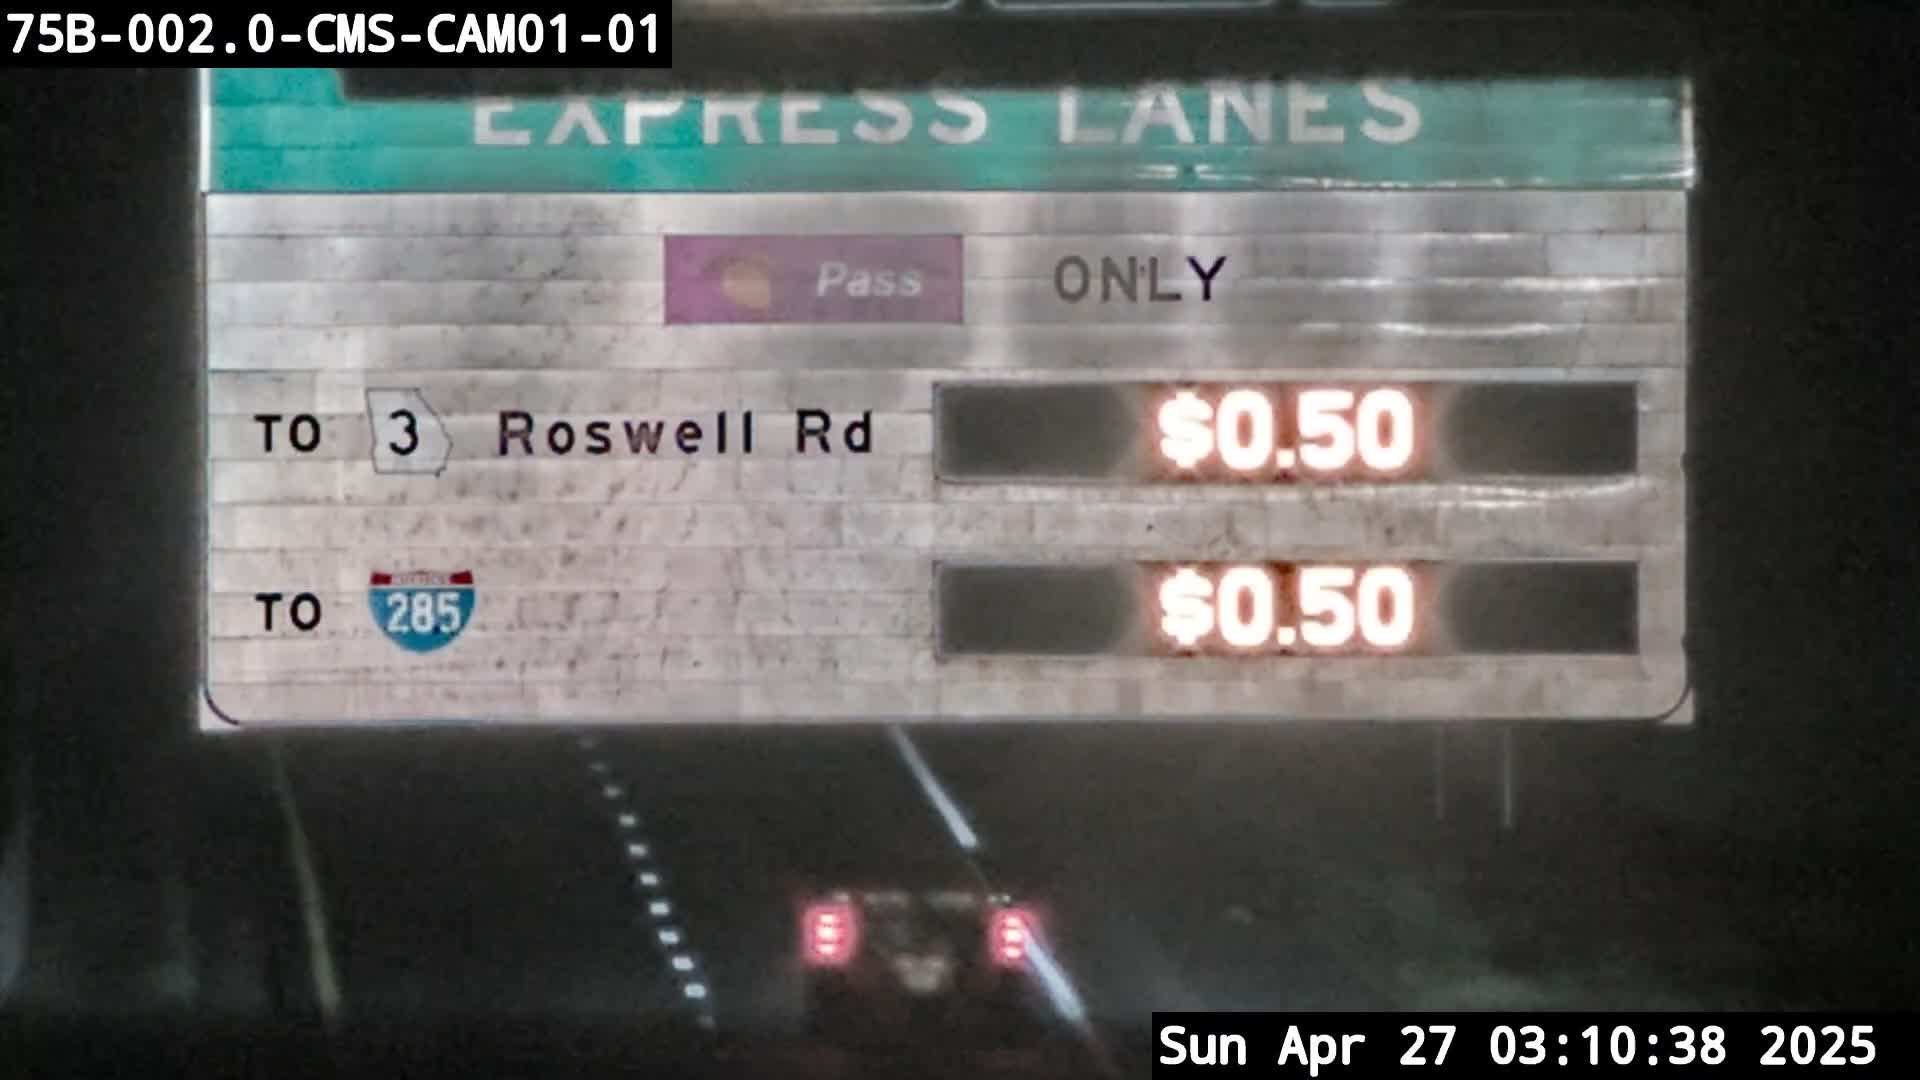 75B-002.0-CMS-CAM01-01
EXPRESS LANES
Pass ONLY
TO 3 Roswell Rd $0.50
TO 285 $0.50
Sun Apr 27 03:10:38 2025